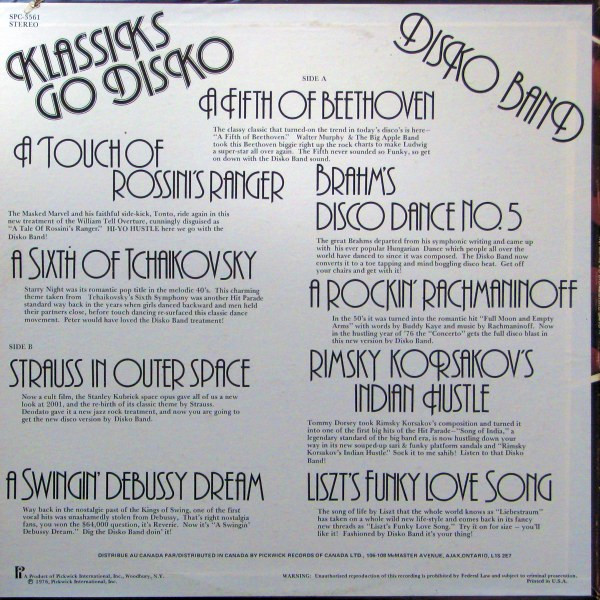 SPC-3561
STEREO
KLASSICKS
GO DISKO
DISKO BAND
SIDE A
A FIFTH OF BEETHOVEN
The classy classic that turned-on the trend in today's disco's is here—
"A Fifth of Beethoven." Walter Murphy & The Big Apple Band
took this Beethoven biggie right up the rock charts to make Ludwig
a super-star all over again. The Fifth never sounded so Funky, so get
on down with the Disko Band sound.
A TOUCH OF
ROSSINI'S RANGER
The Masked Marvel and his faithful side-kick, Tonto, ride again in this
new treatment of the William Tell Overture, cunningly disguised as
"A Tale Of Rossini's Ranger." HI-YO HUSTLE here we go with the
Disko Band!
BRAHM'S
DISCO DANCE NO. 5
The great Brahms departed from his symphonic writing and came up
with his ever popular Hungarian Dance which people all over the
world have danced to since it was composed. The Disko Band now
converts it to a toe tapping and mind boggling disco beat. Get off
your chairs and get with it!
A SIXTH OF TCHAIKOVSKY
Starry Night was its romantic pop title in the melodic 40's. This charming
theme taken from Tchaikovsky's Sixth Symphony was another Hit Parade
standard way back in the years when girls danced backward and men held
their partners close, before touch dancing re-surfaced this classic dance
movement. Peter would have loved the Disko Band treatment!
A ROCKIN' RACHMANINOFF
In the 50's it was turned into the romantic hit "Full Moon and Empty
Arms" with words by Buddy Kaye and music by Rachmaninoff. Now
in the hustling year of '76 the "Concerto" gets the full disco blast in
this new version by Disko Band.
SIDE B
STRAUSS IN OUTER SPACE
Now a cult film, the Stanley Kubrick space opus gave all of us a new
look at 2001, and the re-birth of its classic theme by Strauss.
Deodato gave it a new jazz rock treatment, and now you are going to
get the new disco version by Disko Band.
RIMSKY KORSAKOV'S
INDIAN HUSTLE
Tommy Dorsey took Rimsky Korsakov's composition and turned it
into one of the first big hits of the Hit Parade—"Song of India," a
legendary standard of the big band era, is now hustling down your
way in its new souped-up sari & funky platform sandals and "Rimsky
Korsakov's Indian Hustle." Sock it to me sahib! Listen to that Disko
Band!
A SWINGIN' DEBUSSY DREAM
Way back in the nostalgic past of the Kings of Swing, one of the first
vocal hits was unashamedly stolen from Debussy. That's right nostalgia
fans, you won the $64,000 question, it's Reverie. Now it's "A Swingin'
Debussy Dream." Dig the Disko Band doin' it!
LISZT'S FUNKY LOVE SONG
The song of life by Liszt that the whole world knows as "Liebestraum"
has taken on a whole wild new life-style and comes back in its fancy
new threads as "Liszt's Funky Love Song." Try it on for size—you'll
like it! Fashioned by Disko Band it's your thing!
DISTRIBUE AU CANADA PAR/DISTRIBUTED IN CANADA BY PICKWICK RECORDS OF CANADA LTD., 106-108 McMASTER AVENUE, AJAX, ONTARIO, L1S 2E7
A Product of Pickwick International, Inc., Woodbury, N.Y.
℗ 1976, Pickwick International, Inc.
WARNING: Unauthorized reproduction of this recording is prohibited by Federal Law and subject to criminal prosecution.
Printed in U.S.A.